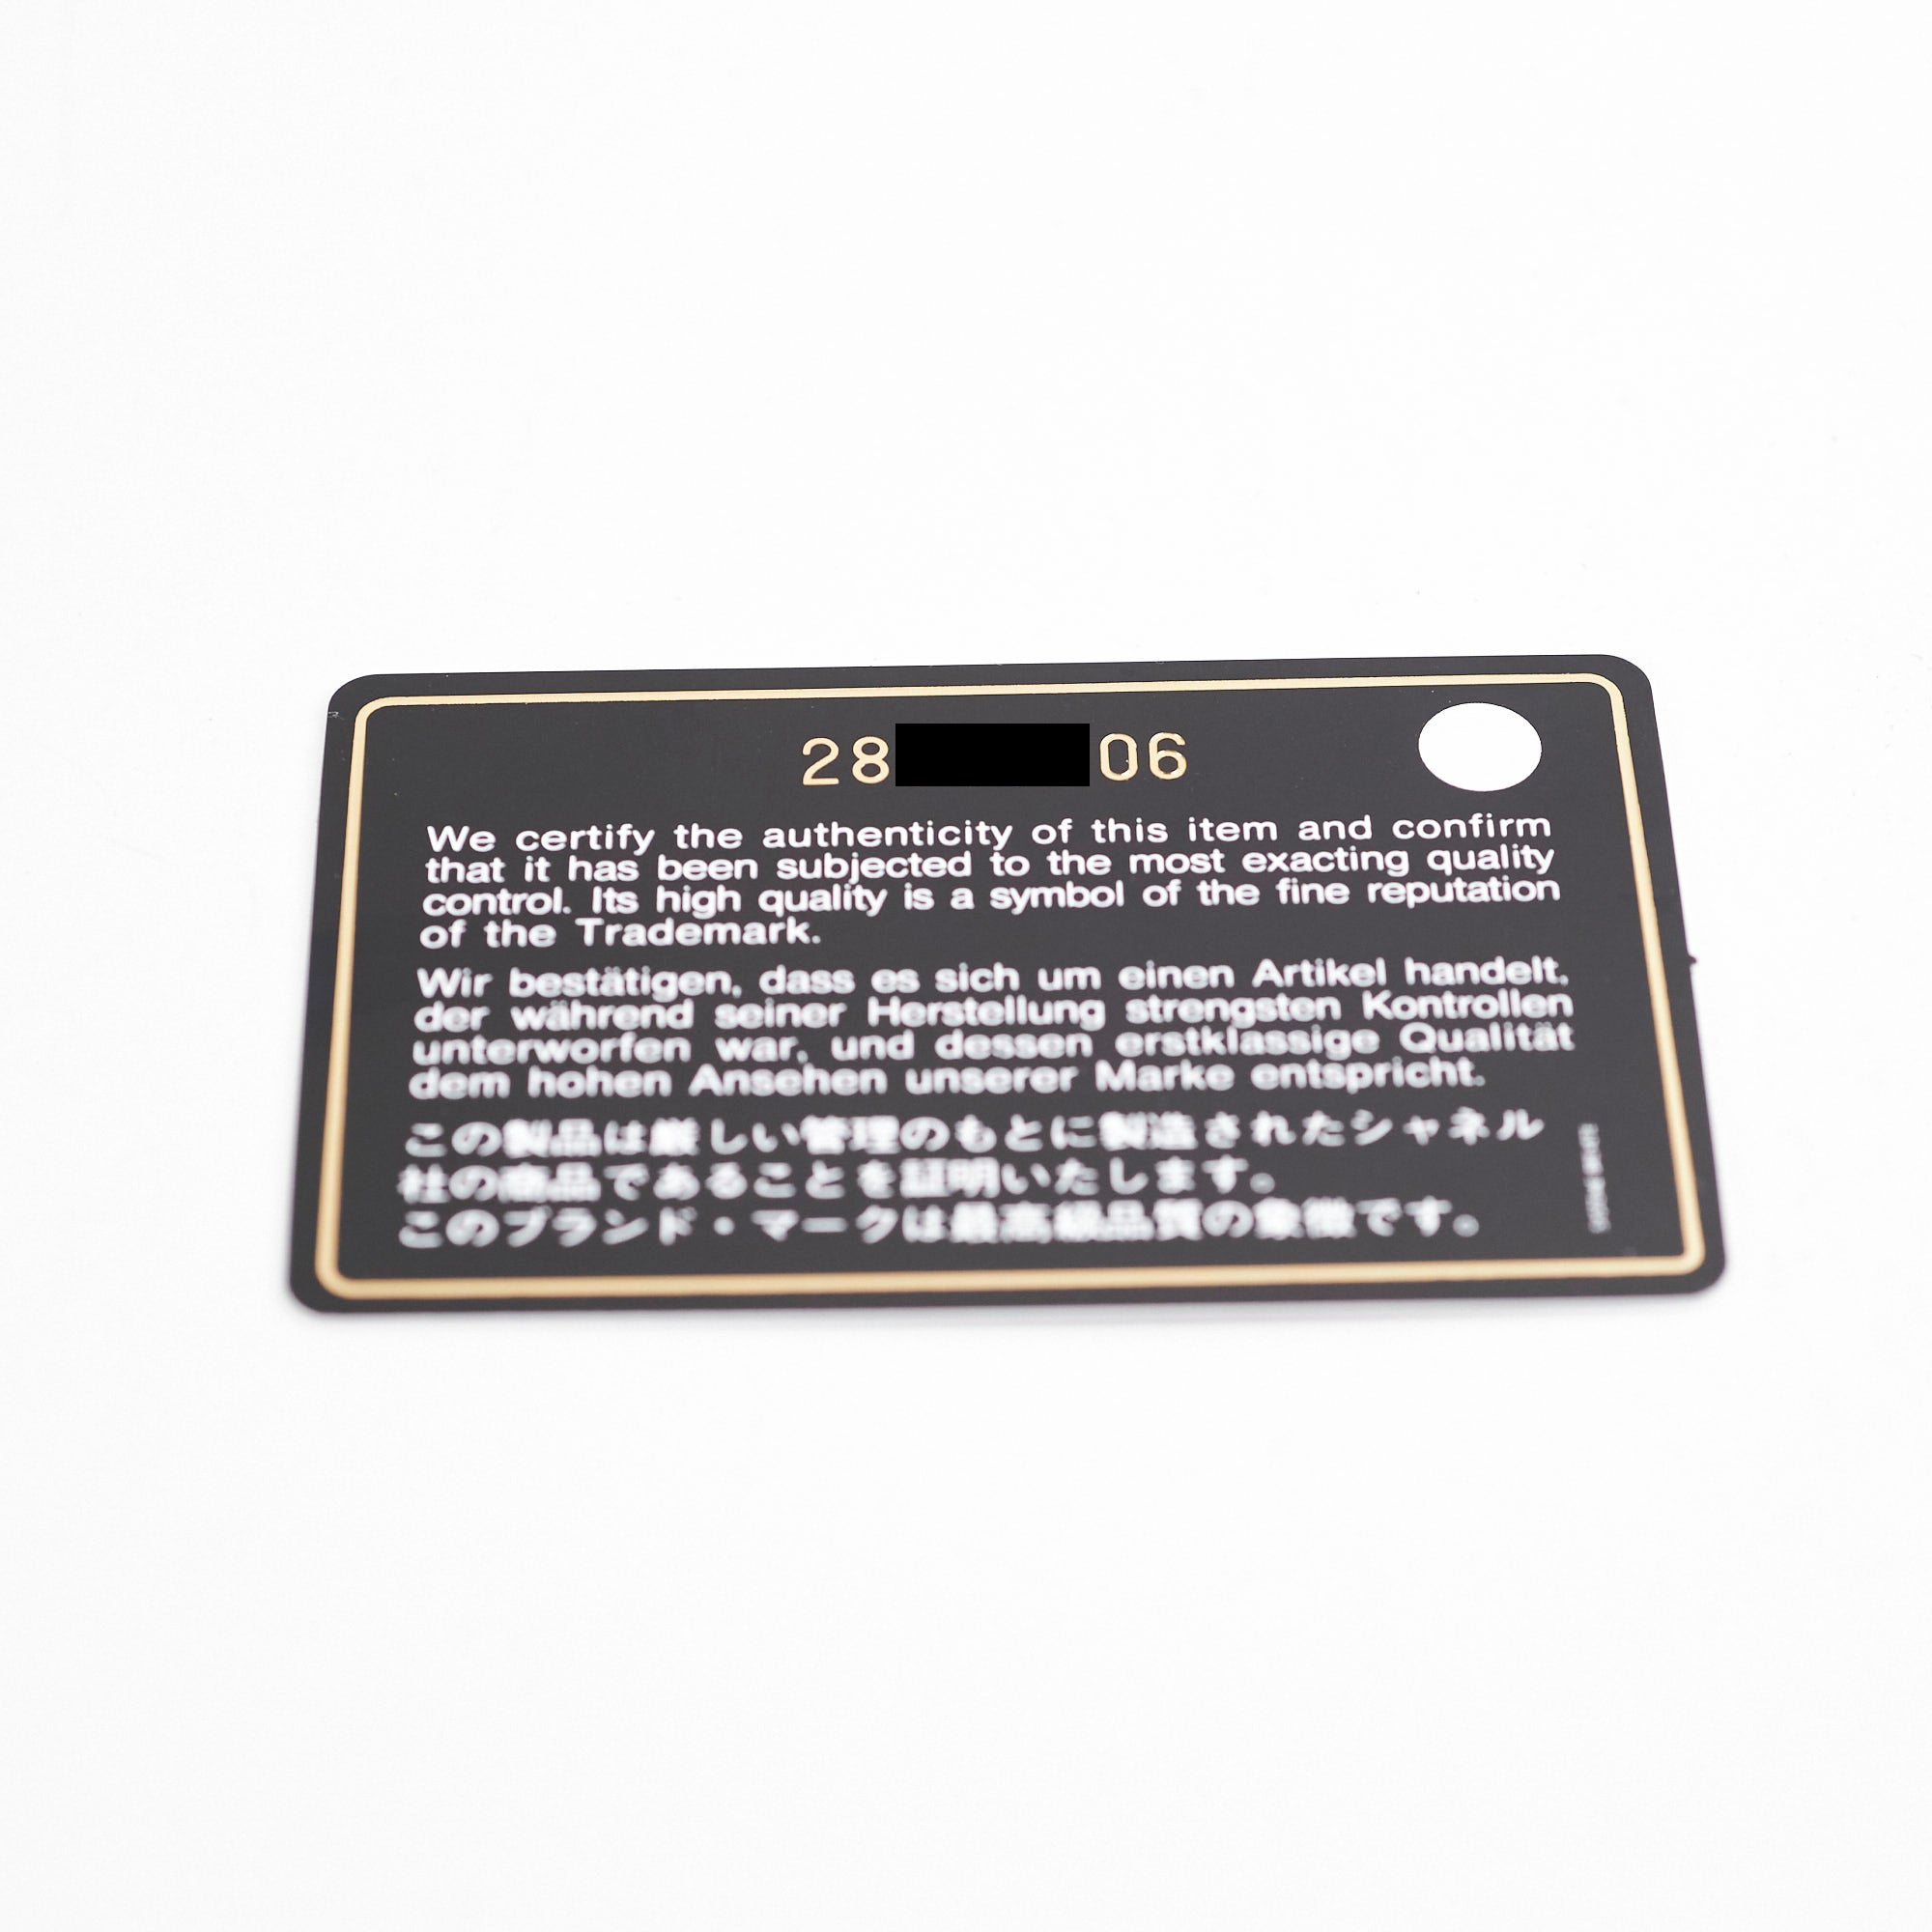 28 06
We certify the authenticity of this item and confirm
that it has been subjected to the most exacting quality
control. Its high quality is a symbol of the fine reputation
of the Trademark.
Wir bestätigen, dass es sich um einen Artikel handelt,
der während seiner Herstellung strengsten Kontrollen
unterworfen war, und dessen erstklassige Qualität
dem hohen Ansehen unserer Marke entspricht.
この製品は厳しい管理のもとに製造されたシャネル
社の商品であることを証明いたします。
このブランド・マークは最高級品質の象徴です。